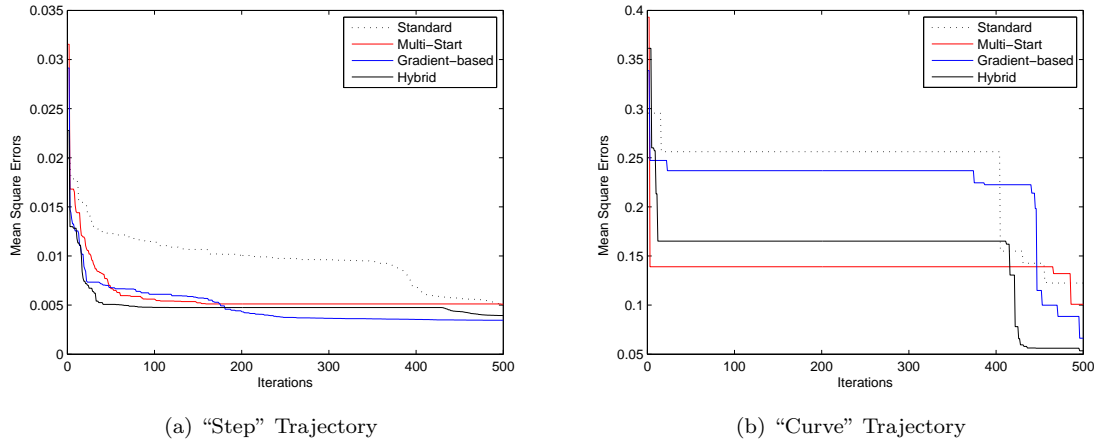 0.035
0.03
0.025
0.02
0.015
0.01
0.005
0
Mean Square Errors
0 100 200 300 400 500
Iterations
Standard
Multi−Start
Gradient−based
Hybrid
(a) “Step” Trajectory
0.4
0.35
0.3
0.25
0.2
0.15
0.1
0.05
Mean Square Errors
0 100 200 300 400 500
Iterations
Standard
Multi−Start
Gradient−based
Hybrid
(b) “Curve” Trajectory